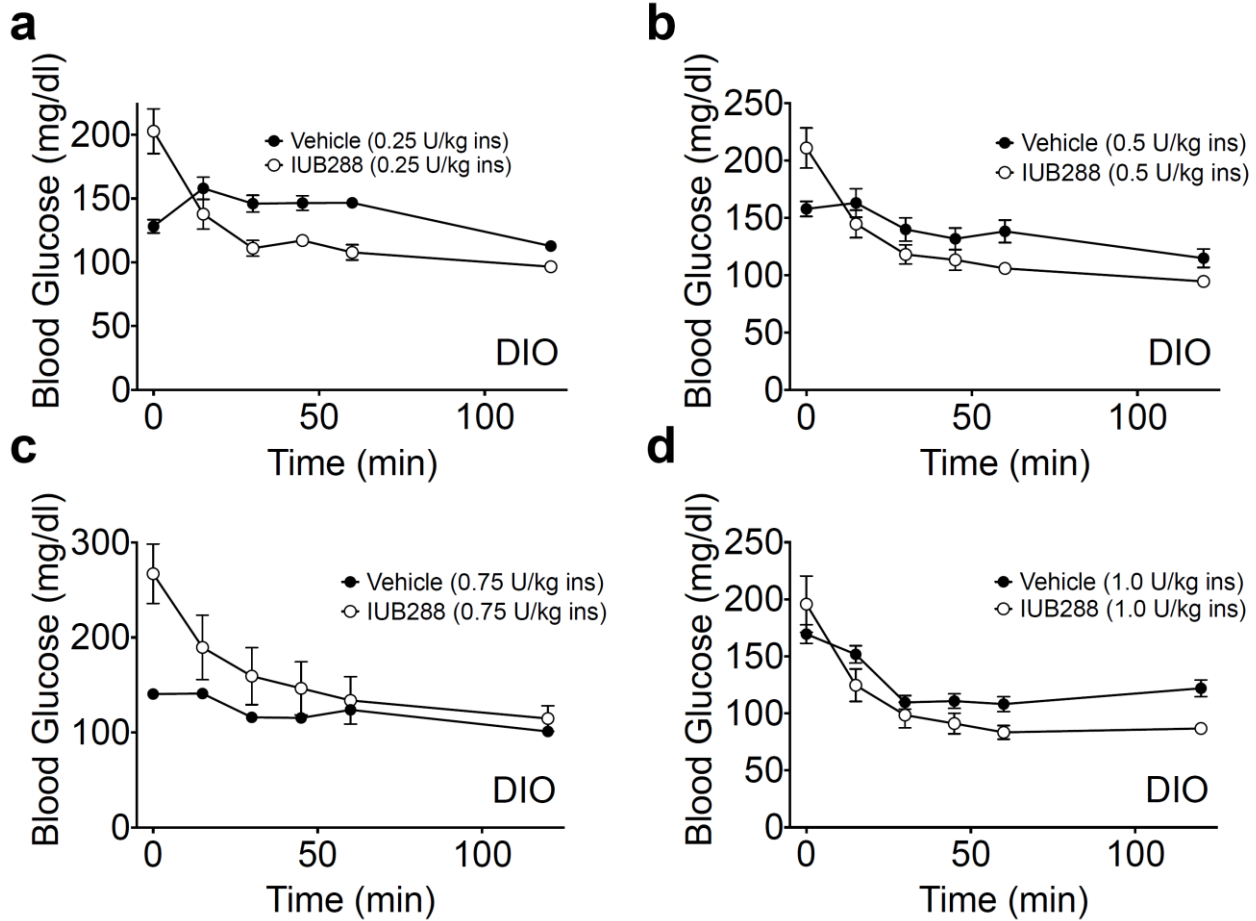 a
Blood Glucose (mg/dl)
200
150
100
50
0
Vehicle (0.25 U/kg ins)
IUB288 (0.25 U/kg ins)
DIO
0 50 100
Time (min)
b
Blood Glucose (mg/dl)
250
200
150
100
50
0
Vehicle (0.5 U/kg ins)
IUB288 (0.5 U/kg ins)
DIO
0 50 100
Time (min)
c
Blood Glucose (mg/dl)
300
200
100
0
Vehicle (0.75 U/kg ins)
IUB288 (0.75 U/kg ins)
DIO
0 50 100
Time (min)
d
Blood Glucose (mg/dl)
250
200
150
100
50
0
Vehicle (1.0 U/kg ins)
IUB288 (1.0 U/kg ins)
DIO
0 50 100
Time (min)